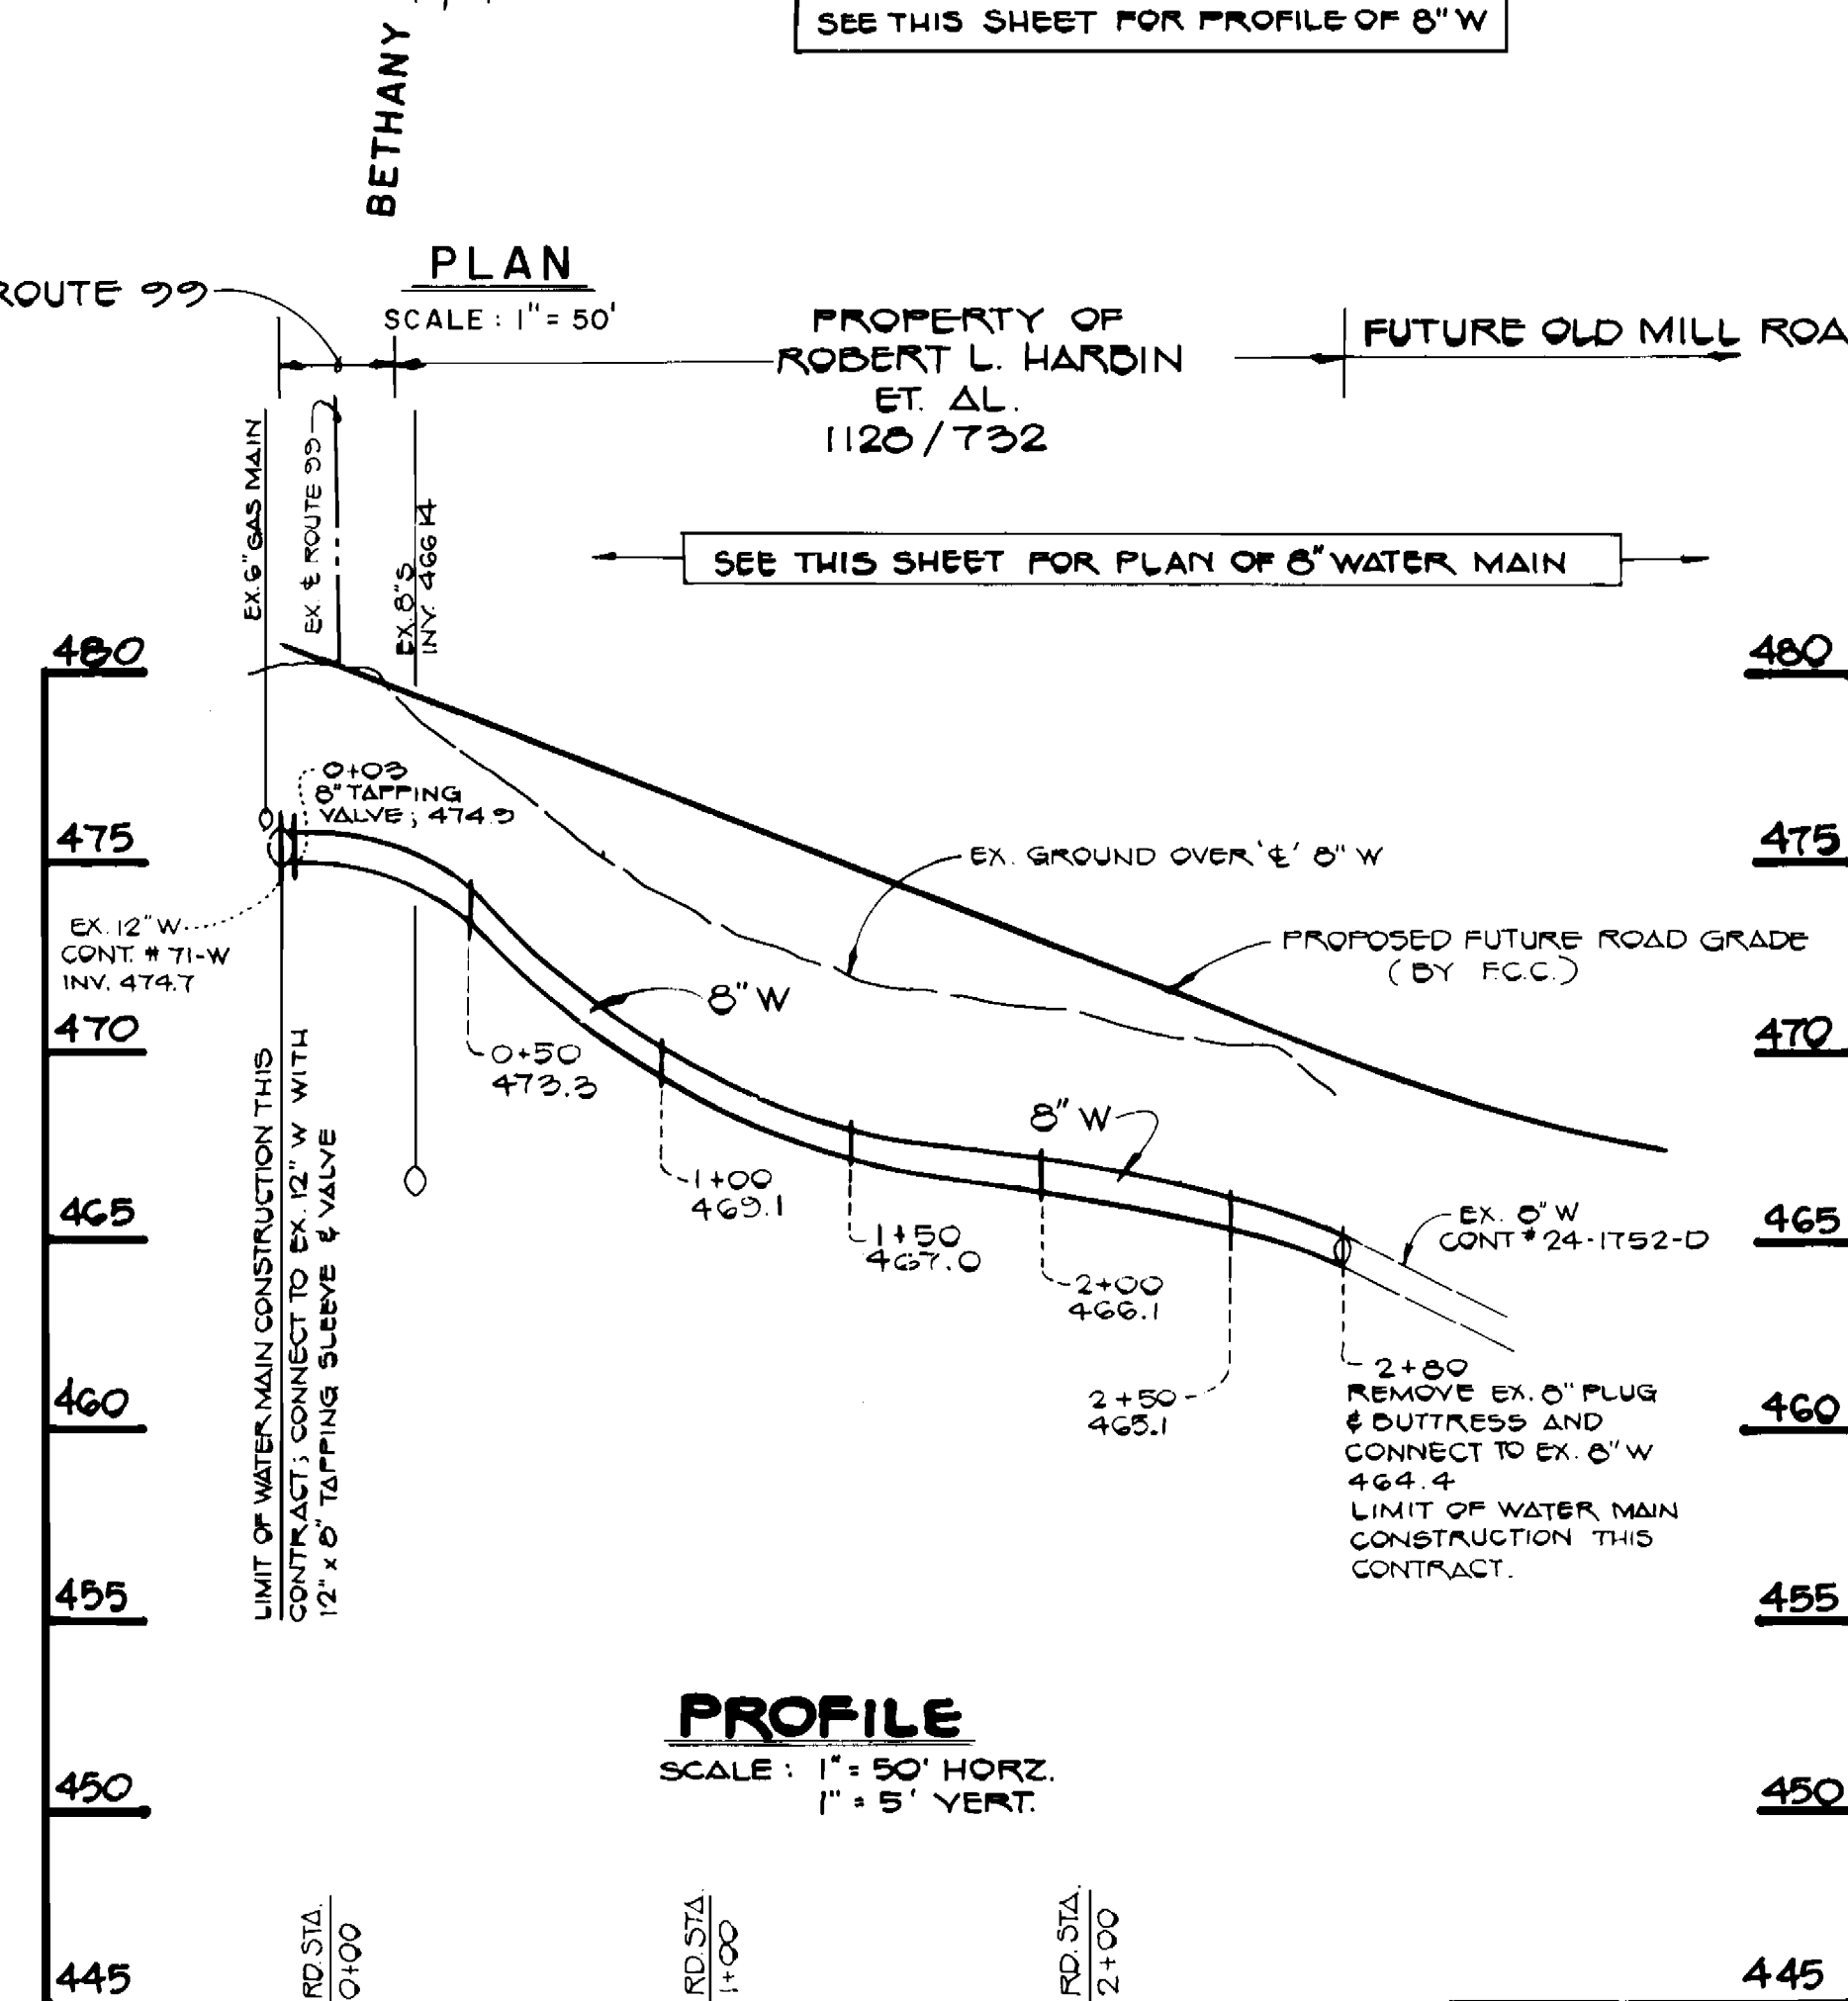 SEE THIS SHEET FOR PROFILE OF 8" W
BETHANY
PLAN
SCALE : 1" = 50'
ROUTE 99
PROPERTY OF
ROBERT L. HARBIN
ET. AL.
1128 / 732
FUTURE OLD MILL ROA
EX. 6" GAS MAIN
EX. ℄ ROUTE 99
EX. 8" S
INV. 466.14
SEE THIS SHEET FOR PLAN OF 8" WATER MAIN
480
480
0+03
8" TAPPING
VALVE ; 474.9
475
475
EX. GROUND OVER '℄' 8" W
EX. 12" W
CONT. # 71-W
INV. 474.7
PROPOSED FUTURE ROAD GRADE
( BY F.C.C. )
8" W
470
470
0+50
473.3
LIMIT OF WATER MAIN CONSTRUCTION THIS
CONTRACT ; CONNECT TO EX. 12" W WITH
12" x 8" TAPPING SLEEVE & VALVE
8" W
1+00
469.1
465
465
1+50
467.0
EX. 8" W
CONT # 24-1752-D
2+00
466.1
460
460
2+50
465.1
2+80
REMOVE EX. 8" PLUG
& BUTTRESS AND
CONNECT TO EX. 8" W
464.4
LIMIT OF WATER MAIN
CONSTRUCTION THIS
CONTRACT.
455
455
PROFILE
SCALE : 1" = 50' HORZ.
1" = 5' VERT.
450
450
RD. STA.
0+00
RD. STA.
1+00
RD. STA.
2+00
445
445